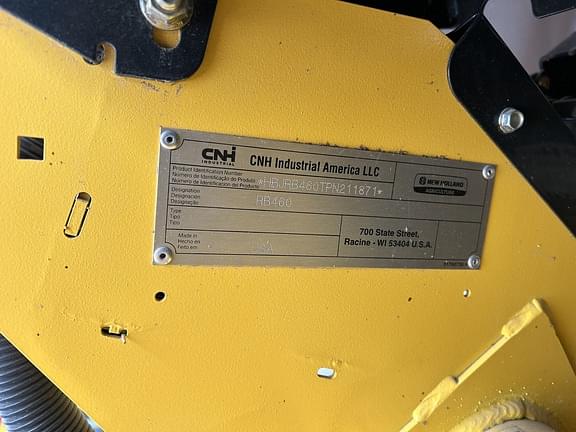 CNH
INDUSTRIAL
CNH Industrial America LLC
Product Identification Number
Número de Identificação do Produto
Número de Identificación del Producto
*HBJRB460TPN211871*
NEW HOLLAND
AGRICULTURE
Designation
Designación
Designação
RB460
Type
Tipo
Tipo
Made in
Hecho en
Feito em
700 State Street,
Racine - WI 53404 U.S.A.